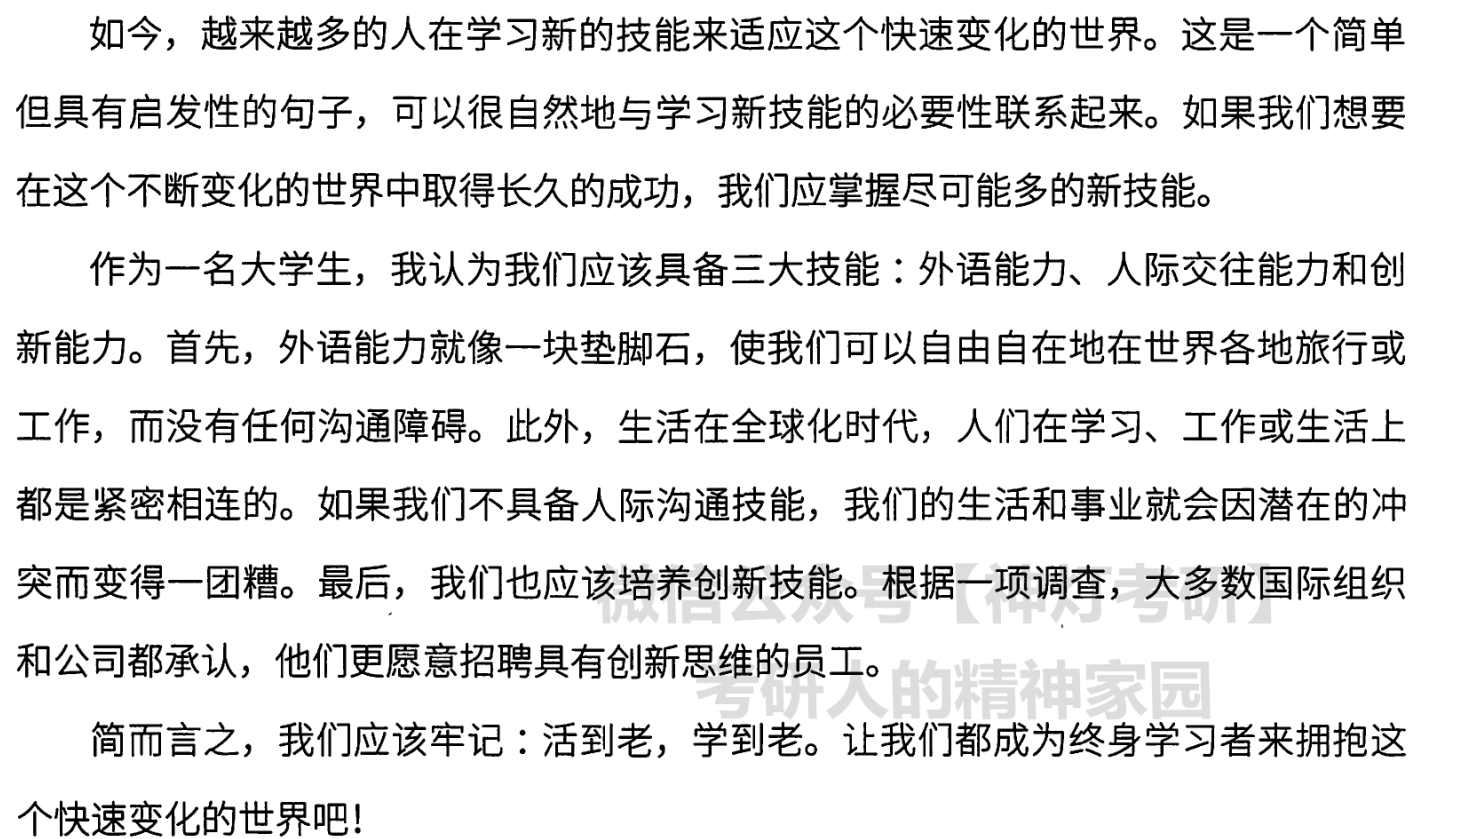 如今，越来越多的人在学习新的技能来适应这个快速变化的世界。这是一个简单
但具有启发性的句子，可以很自然地与学习新技能的必要性联系起来。如果我们想要
在这个不断变化的世界中取得长久的成功，我们应掌握尽可能多的新技能。
作为一名大学生，我认为我们应该具备三大技能：外语能力、人际交往能力和创
新能力。首先，外语能力就像一块垫脚石，使我们可以自由自在地在世界各地旅行或
工作，而没有任何沟通障碍。此外，生活在全球化时代，人们在学习、工作或生活上
都是紧密相连的。如果我们不具备人际沟通技能，我们的生活和事业就会因潜在的冲
突而变得一团糟。最后，我们也应该培养创新技能。根据一项调查，大多数国际组织
微信公众号【神灯考研】
和公司都承认，他们更愿意招聘具有创新思维的员工。
考研人的精神家园
简而言之，我们应该牢记：活到老，学到老。让我们都成为终身学习者来拥抱这
个快速变化的世界吧！